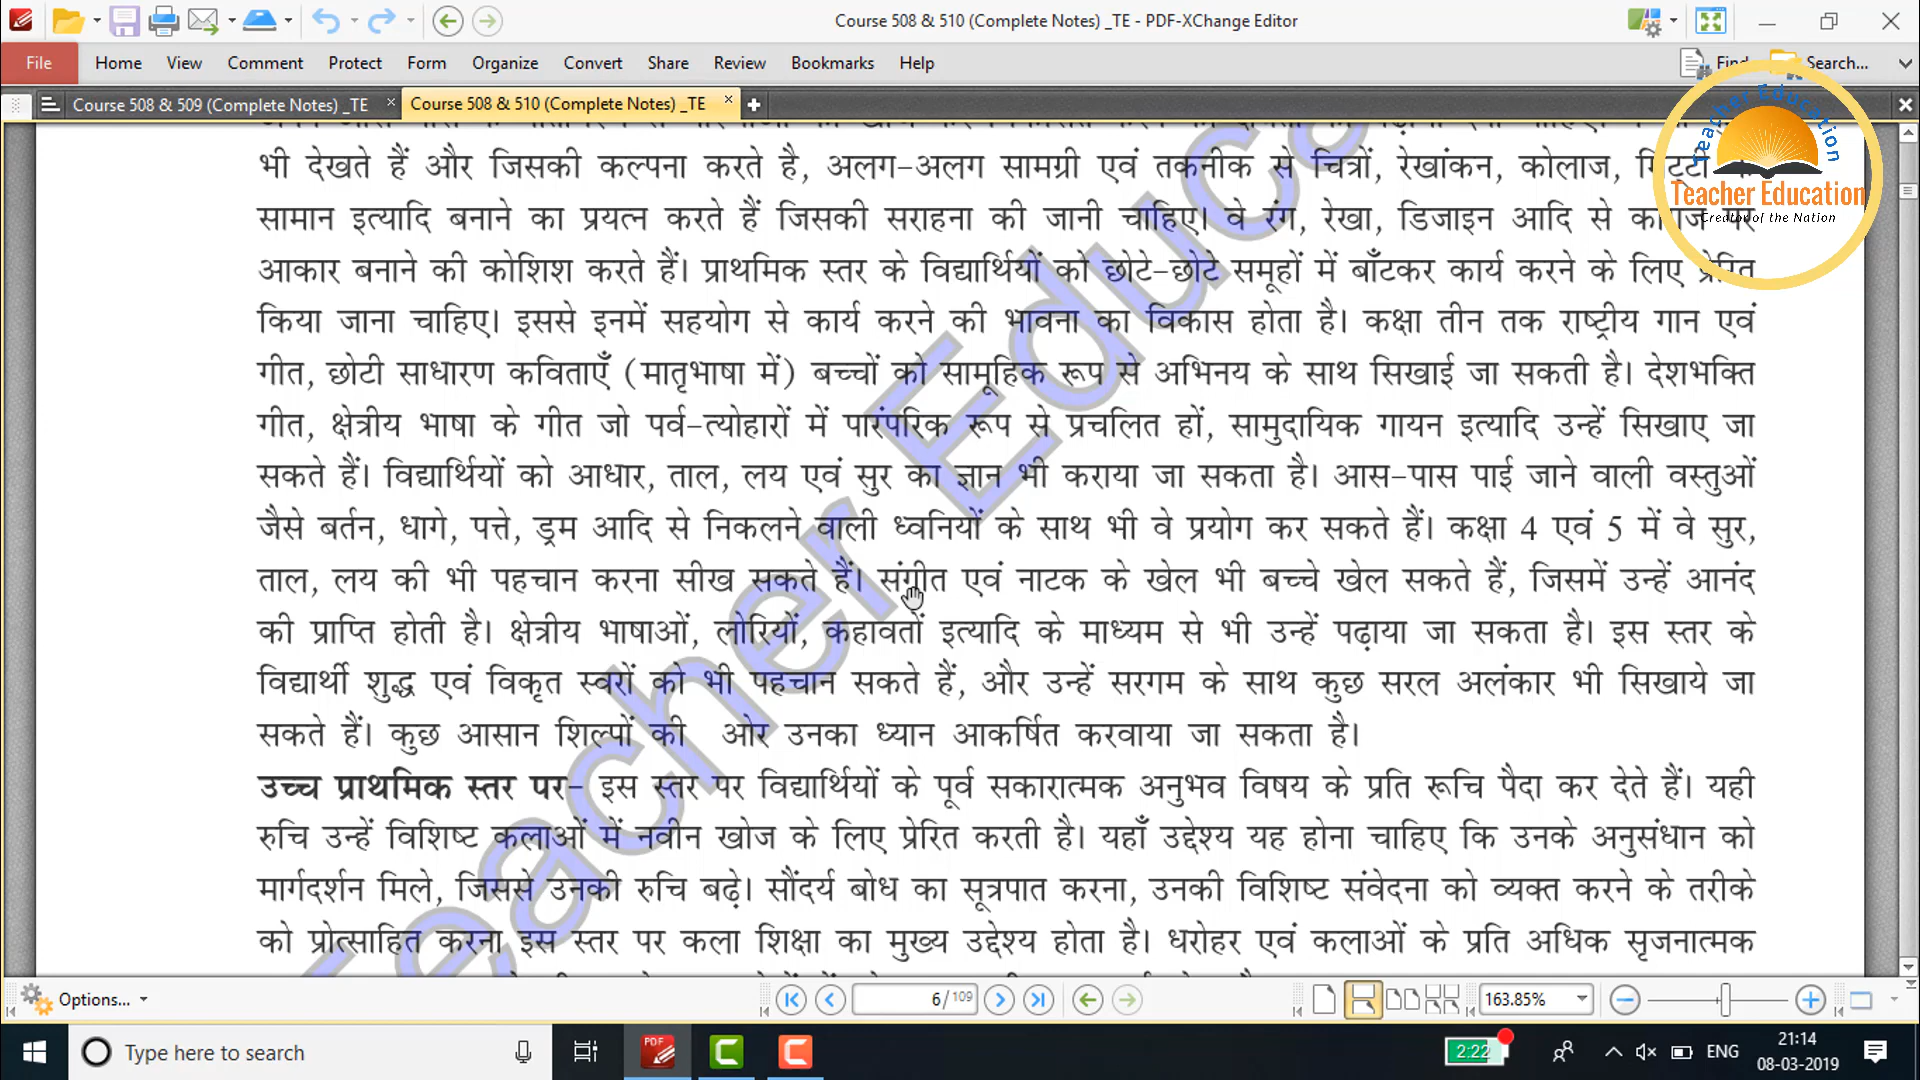 Course 508 & 510 (Complete Notes) _TE - PDF-XChange Editor
File Home View Comment Protect Form Organize Convert Share Review Bookmarks Help Find Search...
Course 508 & 509 (Complete Notes) _TE × Course 508 & 510 (Complete Notes) _TE ×
Teacher Education
Teacher Education
Creator of the Nation
भी देखते हैं और जिसकी कल्पना करते है, अलग-अलग सामग्री एवं तकनीक से चित्रों, रेखांकन, कोलाज, मिट्टी
सामान इत्यादि बनाने का प्रयत्न करते हैं जिसकी सराहना की जानी चाहिए। वे रंग, रेखा, डिजाइन आदि से कागज पर
आकार बनाने की कोशिश करते हैं। प्राथमिक स्तर के विद्यार्थियों को छोटे-छोटे समूहों में बाँटकर कार्य करने के लिए प्रेरित
किया जाना चाहिए। इससे इनमें सहयोग से कार्य करने की भावना का विकास होता है। कक्षा तीन तक राष्ट्रीय गान एवं
गीत, छोटी साधारण कविताएँ (मातृभाषा में) बच्चों को सामूहिक रूप से अभिनय के साथ सिखाई जा सकती है। देशभक्ति
गीत, क्षेत्रीय भाषा के गीत जो पर्व-त्योहारों में पारंपरिक रूप से प्रचलित हों, सामुदायिक गायन इत्यादि उन्हें सिखाए जा
सकते हैं। विद्यार्थियों को आधार, ताल, लय एवं सुर का ज्ञान भी कराया जा सकता है। आस-पास पाई जाने वाली वस्तुओं
जैसे बर्तन, धागे, पत्ते, ड्रम आदि से निकलने वाली ध्वनियों के साथ भी वे प्रयोग कर सकते हैं। कक्षा 4 एवं 5 में वे सुर,
ताल, लय की भी पहचान करना सीख सकते हैं। संगीत एवं नाटक के खेल भी बच्चे खेल सकते हैं, जिसमें उन्हें आनंद
की प्राप्ति होती है। क्षेत्रीय भाषाओं, लोरियों, कहावतों इत्यादि के माध्यम से भी उन्हें पढ़ाया जा सकता है। इस स्तर के
विद्यार्थी शुद्ध एवं विकृत स्वरों को भी पहचान सकते हैं, और उन्हें सरगम के साथ कुछ सरल अलंकार भी सिखाये जा
सकते हैं। कुछ आसान शिल्पों की ओर उनका ध्यान आकर्षित करवाया जा सकता है।
उच्च प्राथमिक स्तर पर- इस स्तर पर विद्यार्थियों के पूर्व सकारात्मक अनुभव विषय के प्रति रूचि पैदा कर देते हैं। यही
रुचि उन्हें विशिष्ट कलाओं में नवीन खोज के लिए प्रेरित करती है। यहाँ उद्देश्य यह होना चाहिए कि उनके अनुसंधान को
मार्गदर्शन मिले, जिससे उनकी रुचि बढ़े। सौंदर्य बोध का सूत्रपात करना, उनकी विशिष्ट संवेदना को व्यक्त करने के तरीके
को प्रोत्साहित करना इस स्तर पर कला शिक्षा का मुख्य उद्देश्य होता है। धरोहर एवं कलाओं के प्रति अधिक सृजनात्मक
Teacher Educa
Options... 6 / 109 163.85%
Type here to search 2:22 ENG 21:14
08-03-2019